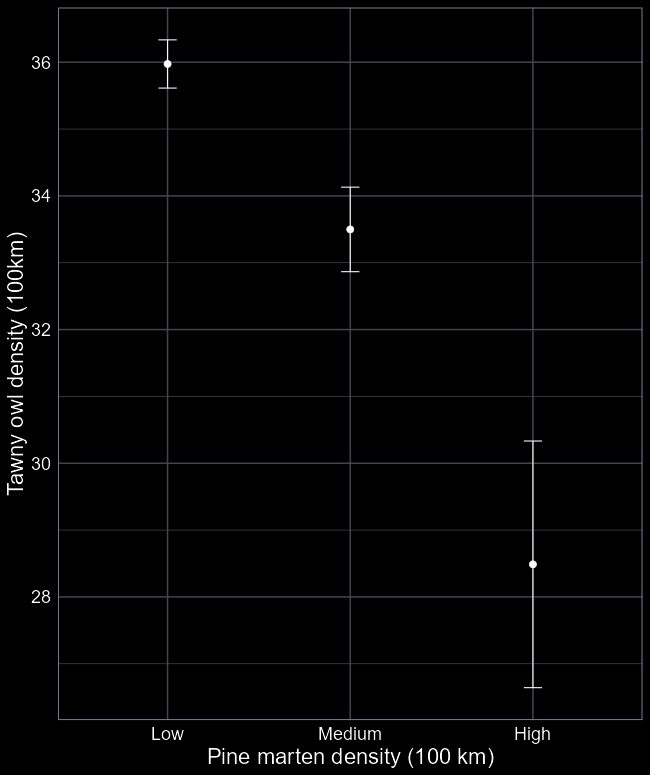 Tawny owl density (100km)
36
34
32
30
28
Low Medium High
Pine marten density (100 km)